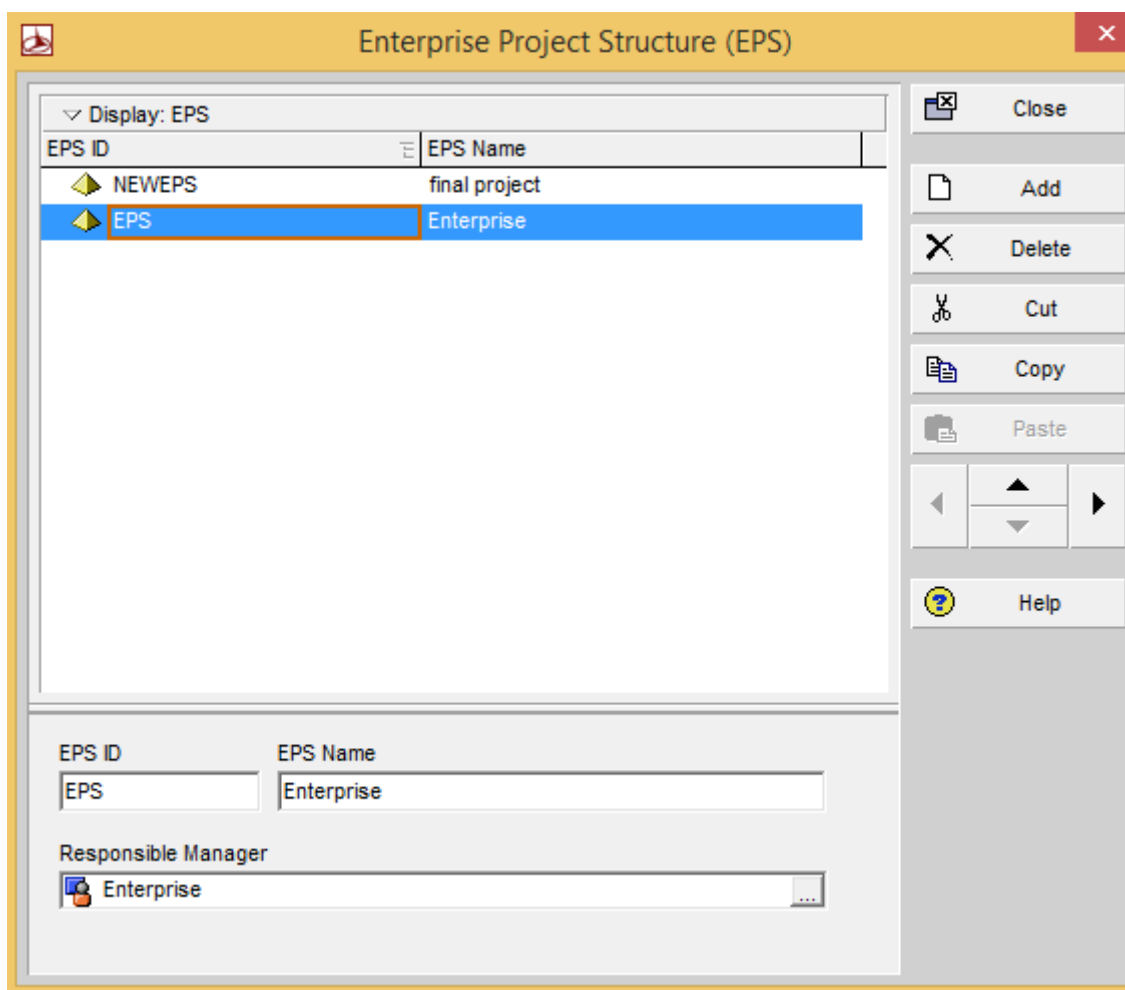 Enterprise Project Structure (EPS)
Display: EPS
EPS ID EPS Name
NEWEPS final project
EPS Enterprise
Close
Add
Delete
Cut
Copy
Paste
Help
EPS ID EPS Name
EPS Enterprise
Responsible Manager
Enterprise ...